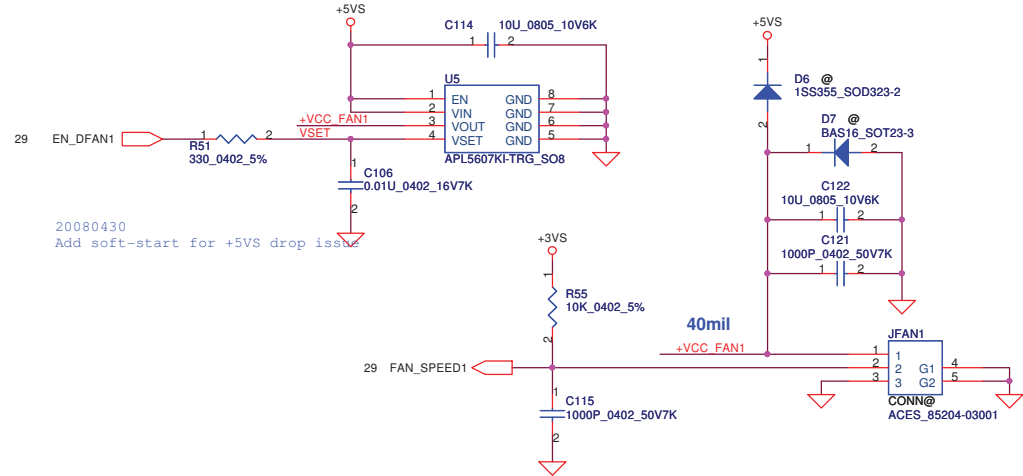 +5VS
C114 10U_0805_10V6K
1 2
U5
1 EN GND 8
2 VIN GND 7
+VCC_FAN1 3 VOUT GND 6
VSET 4 VSET GND 5
APL5607KI-TRG_SO8
29 EN_DFAN1 1 2
R51
330_0402_5%
1
C106
0.01U_0402_16V7K
2
20080430
Add soft-start for +5VS drop issue
+5VS
1
D6 @
1SS355_SOD323-2
2
D7 @
BAS16_SOT23-3
1 2
C122
10U_0805_10V6K
1 2
C121
1000P_0402_50V7K
1 2
+3VS
1
R55
10K_0402_5%
2
40mil
+VCC_FAN1
29 FAN_SPEED1
1
C115
1000P_0402_50V7K
2
JFAN1
1 1
2 2 G1 4
3 3 G2 5
CONN@
ACES_85204-03001